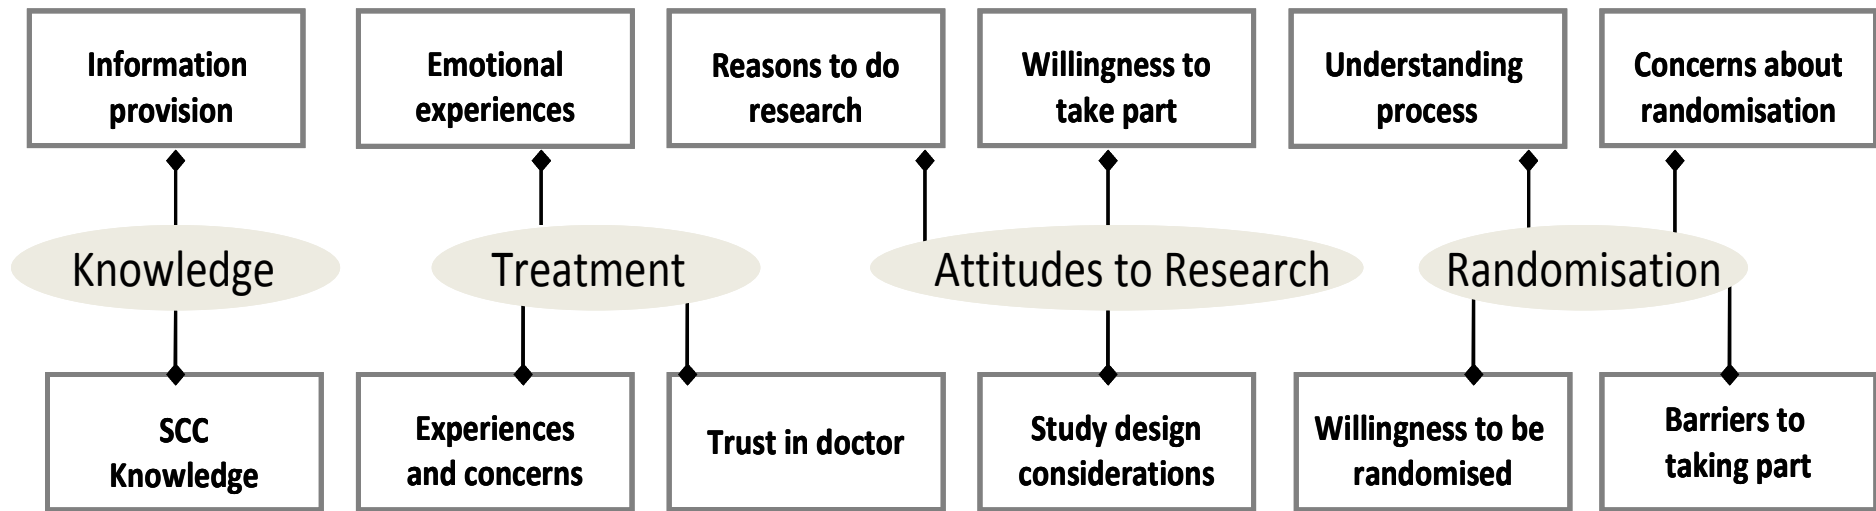 Information
provision
Emotional
experiences
Reasons to do
research
Willingness to
take part
Understanding
process
Concerns about
randomisation
Knowledge
Treatment
Attitudes to Research
Randomisation
SCC
Knowledge
Experiences
and concerns
Trust in doctor
Study design
considerations
Willingness to be
randomised
Barriers to
taking part